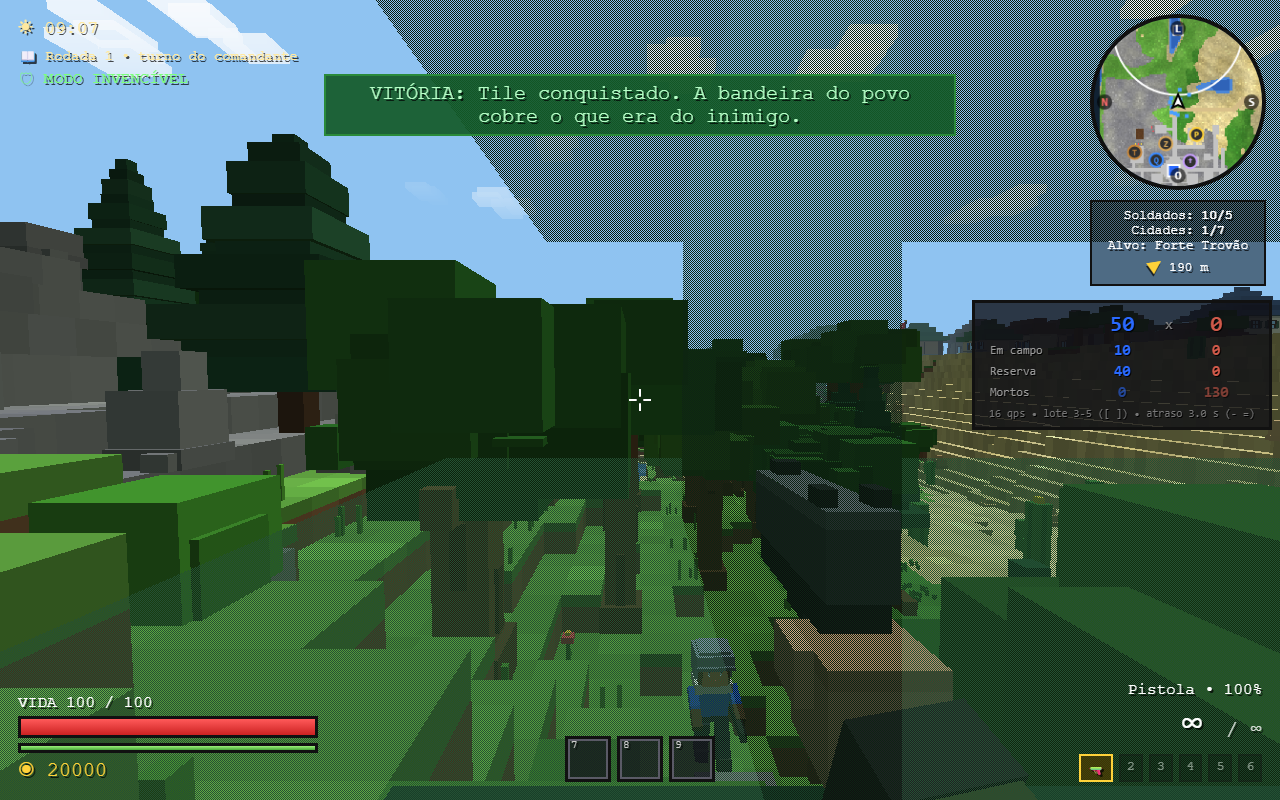 09:07
Rodada 1 • turno do comandante
MODO INVENCÍVEL
VITÓRIA: Tile conquistado. A bandeira do povo
cobre o que era do inimigo.
L
N
S
P
Z
T
Q
T
O
Soldados: 10/5
Cidades: 1/7
Alvo: Forte Trovão
190 m
50 x 0
Em campo 10 0
Reserva 40 0
Mortos 0 130
16 qps • lote 3-5 ([ ]) • atraso 3.0 s (- =)
VIDA 100 / 100
20000
7 8 9
Pistola • 100%
∞ / ∞
2 3 4 5 6